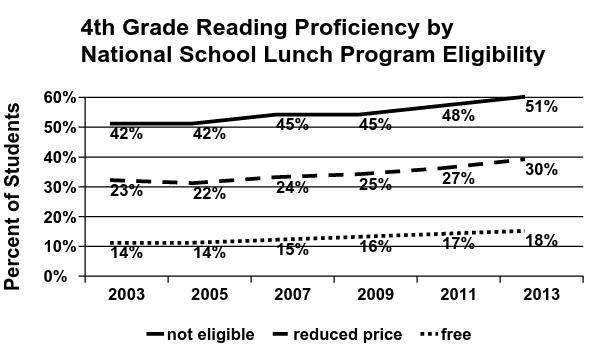 4th Grade Reading Proficiency by
National School Lunch Program Eligibility
Percent of Students
60%
50%
40%
30%
20%
10%
0%
42% 42% 45% 45% 48% 51%
23% 22% 24% 25% 27% 30%
14% 14% 15% 16% 17% 18%
2003 2005 2007 2009 2011 2013
not eligible reduced price free